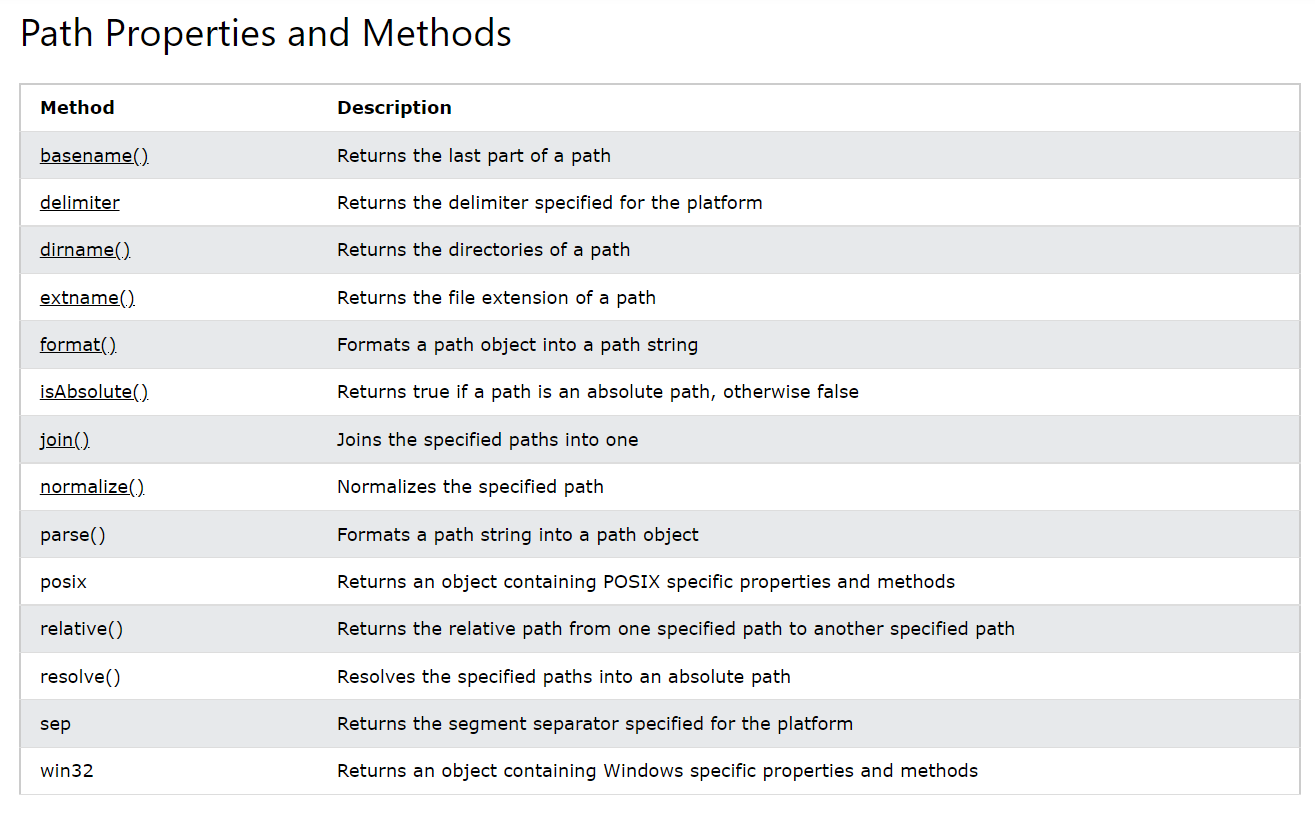 Path Properties and Methods
Method Description
basename() Returns the last part of a path
delimiter Returns the delimiter specified for the platform
dirname() Returns the directories of a path
extname() Returns the file extension of a path
format() Formats a path object into a path string
isAbsolute() Returns true if a path is an absolute path, otherwise false
join() Joins the specified paths into one
normalize() Normalizes the specified path
parse() Formats a path string into a path object
posix Returns an object containing POSIX specific properties and methods
relative() Returns the relative path from one specified path to another specified path
resolve() Resolves the specified paths into an absolute path
sep Returns the segment separator specified for the platform
win32 Returns an object containing Windows specific properties and methods